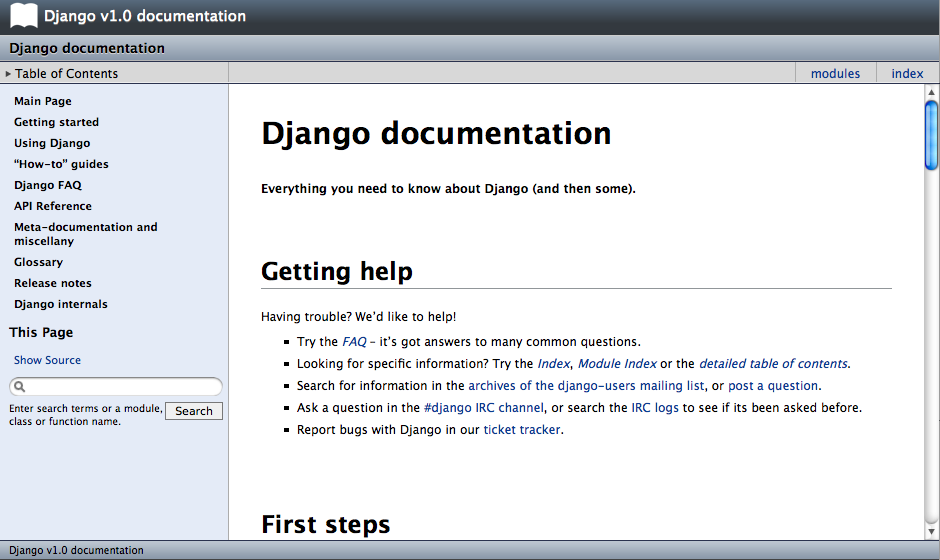 Django v1.0 documentation
Django documentation
Table of Contents
modules
index
Main Page
Getting started
Using Django
“How-to” guides
Django FAQ
API Reference
Meta-documentation and
miscellany
Glossary
Release notes
Django internals
This Page
Show Source
Enter search terms or a module,
class or function name.
Search
Django documentation
Everything you need to know about Django (and then some).
Getting help
Having trouble? We’d like to help!
Try the FAQ – it’s got answers to many common questions.
Looking for specific information? Try the Index, Module Index or the detailed table of contents.
Search for information in the archives of the django-users mailing list, or post a question.
Ask a question in the #django IRC channel, or search the IRC logs to see if its been asked before.
Report bugs with Django in our ticket tracker.
First steps
Django v1.0 documentation